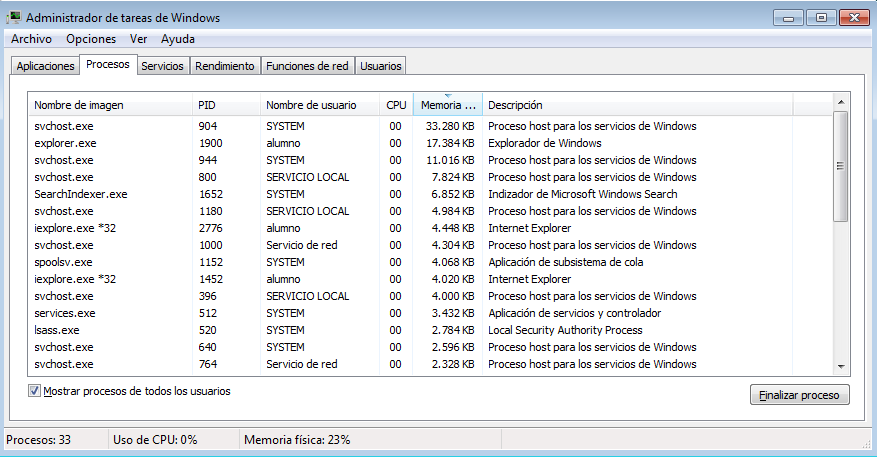 Administrador de tareas de Windows
Archivo Opciones Ver Ayuda
Aplicaciones Procesos Servicios Rendimiento Funciones de red Usuarios
Nombre de imagen PID Nombre de usuario CPU Memoria ... Descripción
svchost.exe 904 SYSTEM 00 33.280 KB Proceso host para los servicios de Windows
explorer.exe 1900 alumno 00 17.384 KB Explorador de Windows
svchost.exe 944 SYSTEM 00 11.016 KB Proceso host para los servicios de Windows
svchost.exe 800 SERVICIO LOCAL 00 7.824 KB Proceso host para los servicios de Windows
SearchIndexer.exe 1652 SYSTEM 00 6.852 KB Indizador de Microsoft Windows Search
svchost.exe 1180 SERVICIO LOCAL 00 4.984 KB Proceso host para los servicios de Windows
iexplore.exe *32 2776 alumno 00 4.448 KB Internet Explorer
svchost.exe 1000 Servicio de red 00 4.304 KB Proceso host para los servicios de Windows
spoolsv.exe 1152 SYSTEM 00 4.068 KB Aplicación de subsistema de cola
iexplore.exe *32 1452 alumno 00 4.020 KB Internet Explorer
svchost.exe 396 SERVICIO LOCAL 00 4.000 KB Proceso host para los servicios de Windows
services.exe 512 SYSTEM 00 3.432 KB Aplicación de servicios y controlador
lsass.exe 520 SYSTEM 00 2.784 KB Local Security Authority Process
svchost.exe 640 SYSTEM 00 2.596 KB Proceso host para los servicios de Windows
svchost.exe 764 Servicio de red 00 2.328 KB Proceso host para los servicios de Windows
Mostrar procesos de todos los usuarios
Finalizar proceso
Procesos: 33 Uso de CPU: 0% Memoria física: 23%